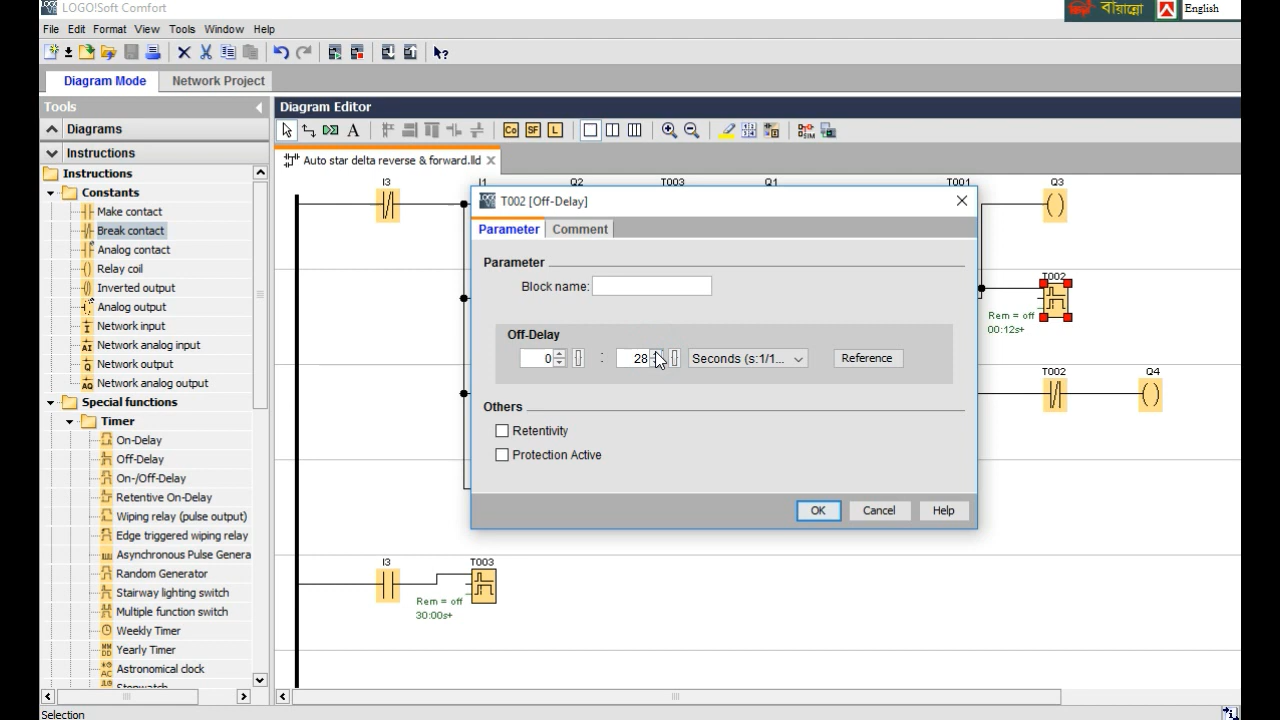 LOGO!Soft Comfort
বায়ান্নো
English
File Edit Format View Tools Window Help
Diagram Mode Network Project
Tools
Diagram Editor
Diagrams
Co SF L
Instructions
Auto star delta reverse & forward.lld
Instructions
Constants
Make contact
Break contact
Analog contact
Relay coil
Inverted output
Analog output
Network input
Network analog input
Network output
Network analog output
Special functions
Timer
On-Delay
Off-Delay
On-/Off-Delay
Retentive On-Delay
Wiping relay (pulse output)
Edge triggered wiping relay
Asynchronous Pulse Genera
Random Generator
Stairway lighting switch
Multiple function switch
Weekly Timer
Yearly Timer
Astronomical clock
Stopwatch
I3 I1 Q2 T003 Q1 T001 Q3
T002 [Off-Delay]
Parameter Comment
Parameter
Block name:
Off-Delay
0 : 28 Seconds (s:1/1... Reference
Others
Retentivity
Protection Active
OK Cancel Help
T002
Rem = off
00:12s+
T002 Q4
I3 T003
Rem = off
30:00s+
Selection